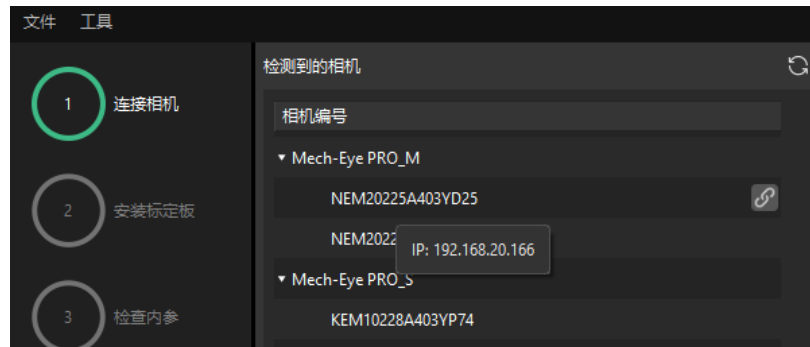 文件 工具
1 连接相机
2 安装标定板
3 检查内参
检测到的相机
相机编号
Mech-Eye PRO_M
NEM20225A403YD25
NEM2022
IP: 192.168.20.166
Mech-Eye PRO_S
KEM10228A403YP74